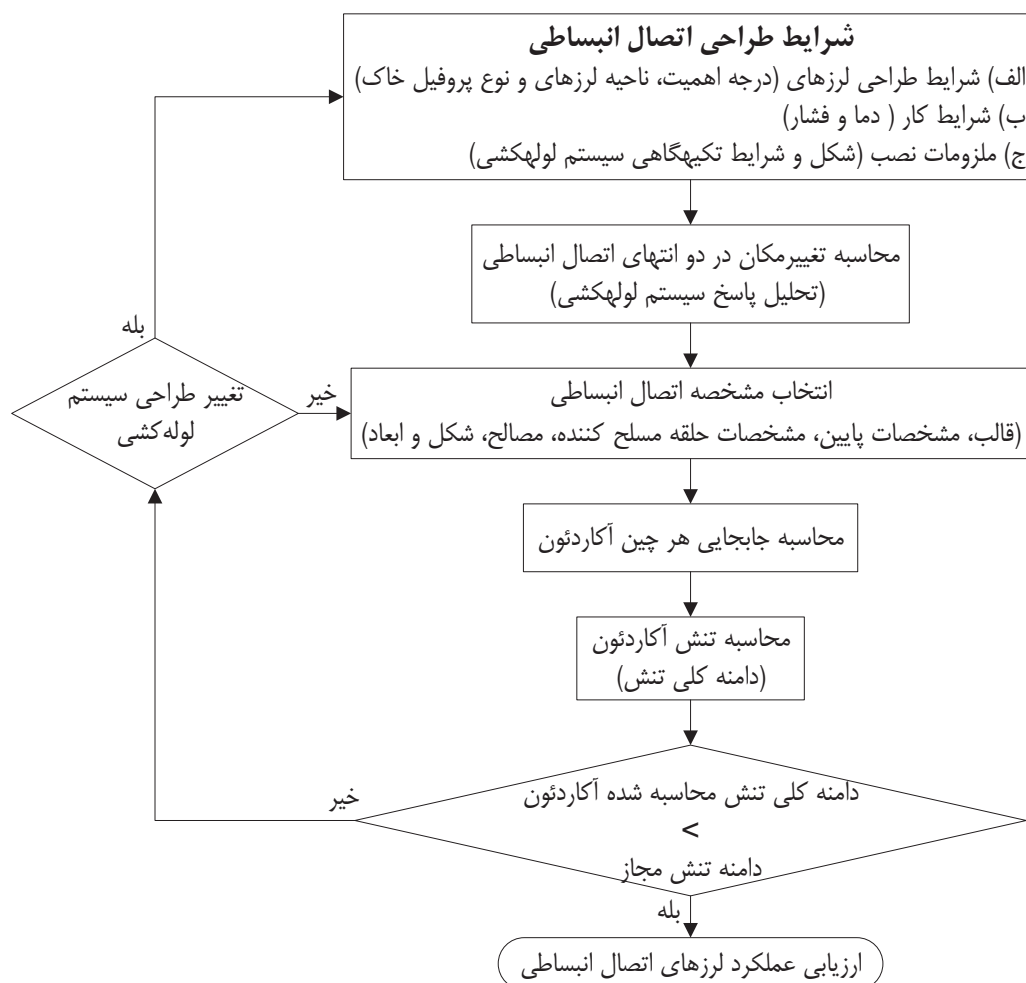 شرایط طراحی اتصال انبساطی
الف) شرایط طراحی لرزهای (درجه اهمیت، ناحیه لرزهای و نوع پروفیل خاک)
ب) شرایط کار ( دما و فشار)
ج) ملزومات نصب (شکل و شرایط تکیهگاهی سیستم لولهکشی)
محاسبه تغییرمکان در دو انتهای اتصال انبساطی
(تحلیل پاسخ سیستم لولهکشی)
بله
تغییر طراحی سیستم
لوله‌کشی
خیر
انتخاب مشخصه اتصال انبساطی
(قالب، مشخصات پایین، مشخصات حلقه مسلح کننده، مصالح، شکل و ابعاد)
محاسبه جابجایی هر چین آکاردئون
محاسبه تنش آکاردئون
(دامنه کلی تنش)
خیر
دامنه کلی تنش محاسبه شده آکاردئون
<
دامنه تنش مجاز
بله
ارزیابی عملکرد لرزهای اتصال انبساطی